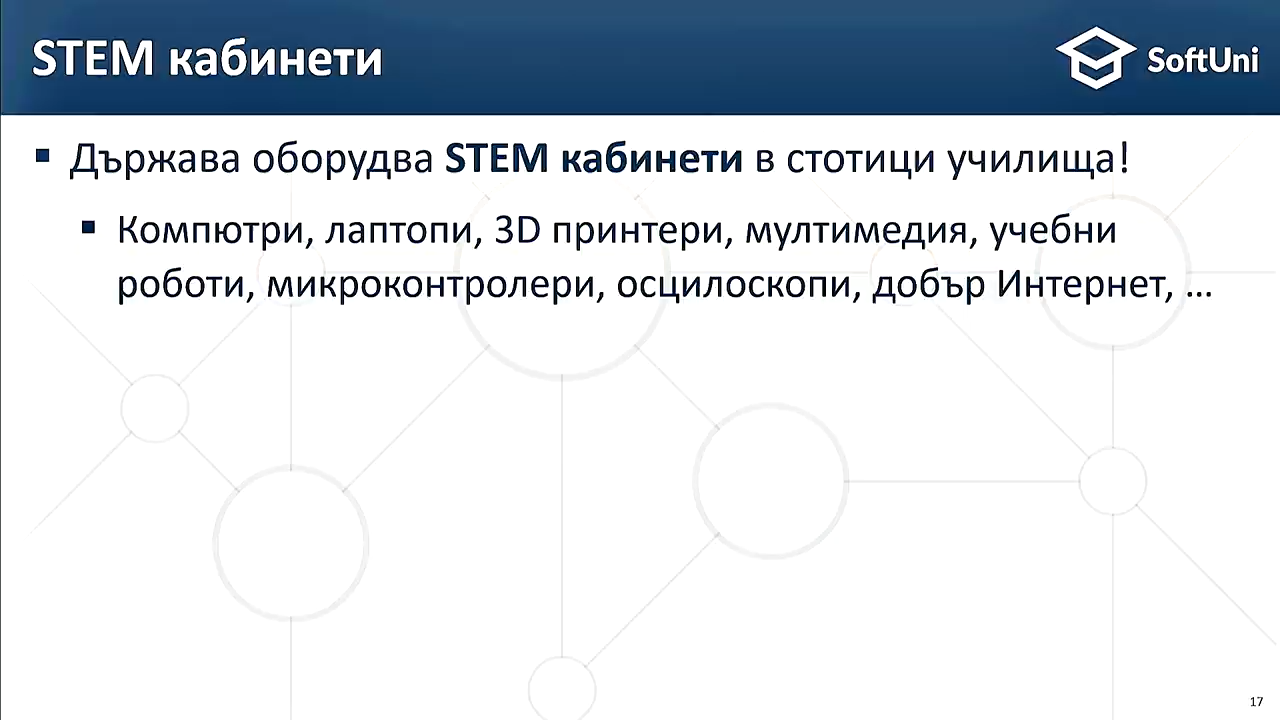 STEM кабинети
SoftUni
▪ Държава оборудва STEM кабинети в стотици училища!
▪ Компютри, лаптопи, 3D принтери, мултимедия, учебни
роботи, микроконтролери, осцилоскопи, добър Интернет, …
17